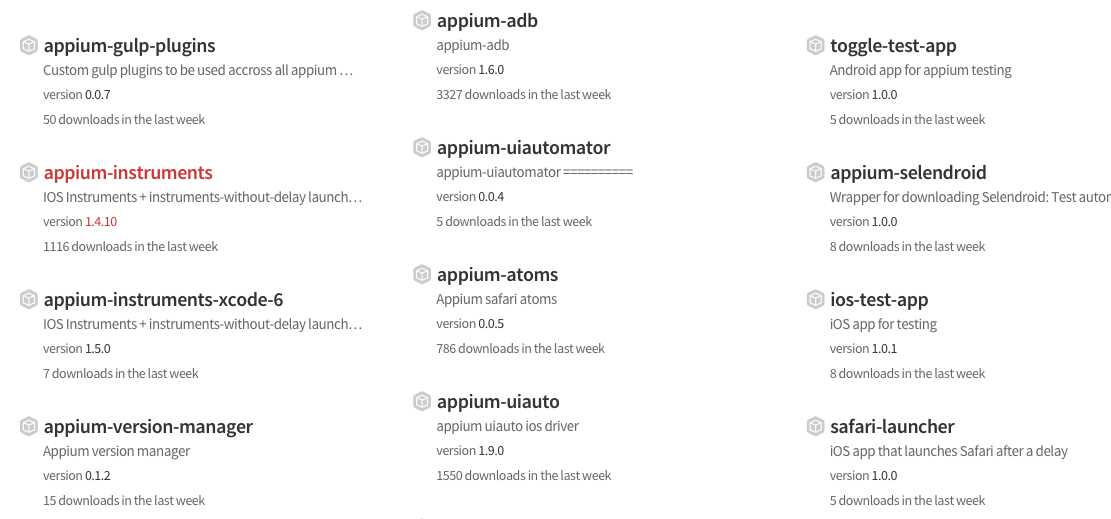 appium-gulp-plugins
Custom gulp plugins to be used accross all appium …
version 0.0.7
50 downloads in the last week
appium-instruments
IOS Instruments + instruments-without-delay launch…
version 1.4.10
1116 downloads in the last week
appium-instruments-xcode-6
IOS Instruments + instruments-without-delay launch…
version 1.5.0
7 downloads in the last week
appium-version-manager
Appium version manager
version 0.1.2
15 downloads in the last week
appium-adb
appium-adb
version 1.6.0
3327 downloads in the last week
appium-uiautomator
appium-uiautomator ==========
version 0.0.4
5 downloads in the last week
appium-atoms
Appium safari atoms
version 0.0.5
786 downloads in the last week
appium-uiauto
appium uiauto ios driver
version 1.9.0
1550 downloads in the last week
toggle-test-app
Android app for appium testing
version 1.0.0
5 downloads in the last week
appium-selendroid
Wrapper for downloading Selendroid: Test autor
version 1.0.0
8 downloads in the last week
ios-test-app
iOS app for testing
version 1.0.1
8 downloads in the last week
safari-launcher
iOS app that launches Safari after a delay
version 1.0.0
5 downloads in the last week